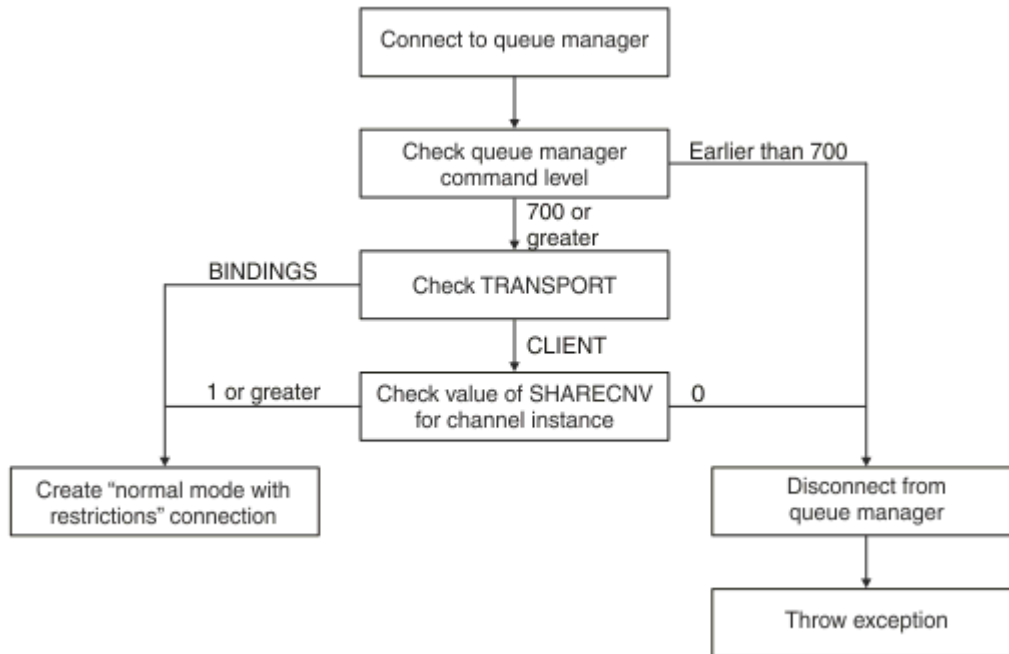 Connect to queue manager
Check queue manager
command level
Earlier than 700
700 or
greater
BINDINGS
Check TRANSPORT
CLIENT
1 or greater
Check value of SHARECNV
for channel instance
0
Create “normal mode with
restrictions” connection
Disconnect from
queue manager
Throw exception